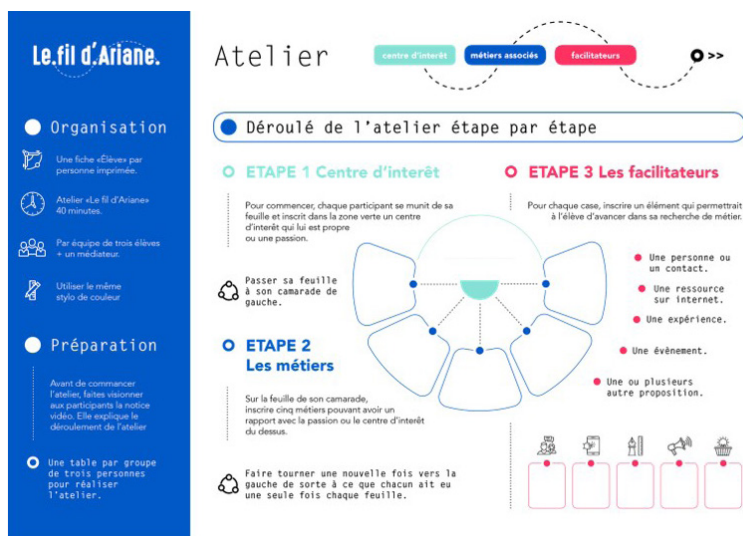 Le.fil d'Ariane.
Organisation
Une fiche «Élève» par
personne imprimée.
Atelier «Le fil d'Ariane»
40 minutes.
Par équipe de trois élèves
+ un médiateur.
Utiliser le même
stylo de couleur
Préparation
Avant de commancer
l'atelier, faites visionner
aux participants la notice
vidéo. Elle explique le
déroulement de l'atelier
Une table par groupe
de trois personnes
pour réaliser
l'atelier.
Atelier
centre d'interêt
métiers associés
facilitateurs
>>
Déroulé de l'atelier étape par étape
ETAPE 1 Centre d'interêt
Pour commencer, chaque participant se munit de sa
feuille et inscrit dans la zone verte un centre
d'interêt qui lui est propre
ou une passion.
Passer sa feuille
à son camarade de
gauche.
ETAPE 2
Les métiers
Sur la feuille de son camarade,
inscrire cinq métiers pouvant avoir un
rapport avec la passion ou le centre d'interêt
du dessus.
Faire tourner une nouvelle fois vers la
gauche de sorte à ce que chacun ait eu
une seule fois chaque feuille.
ETAPE 3 Les facilitateurs
Pour chaque case, inscrire un élément qui permettrait
à l'élève d'avancer dans sa recherche de métier.
Une personne ou
un contact.
Une ressource
sur internet.
Une expérience.
Une évènement.
Une ou plusieurs
autre proposition.